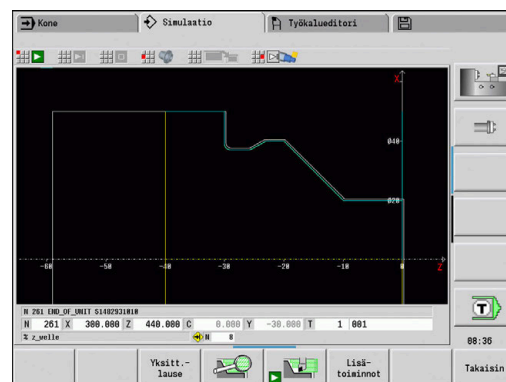 Kone
Simulaatio
Työkalueditori
X
Ø40
Ø20
-60 -50 -40 -30 -20 -10 0 Z
N 261 END_OF_UNIT S1482931010
N 261 X 300.000 Z 440.000 C 0.000 Y -30.000 T 1 001
% z_welle N 8
T
08:36
Yksitt.-
lause
Lisä-
toiminnot
Takaisin